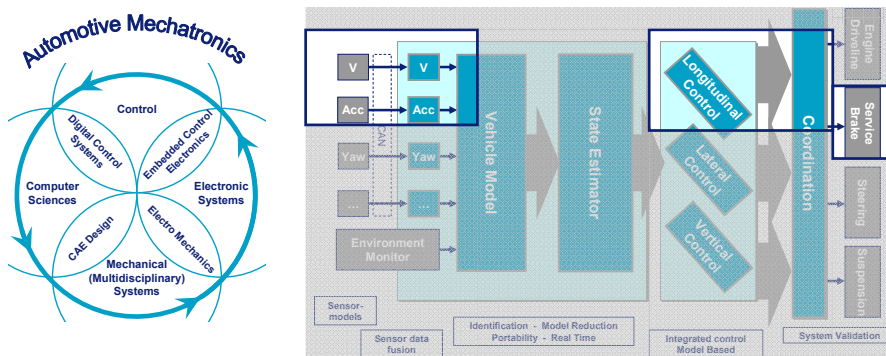 Automotive Mechatronics
Control
Digital Control
Systems
Embedded Control
Electronics
Computer
Sciences
Electronic
Systems
CAE Design
Electro Mechanics
Mechanical
(Multidisciplinary)
Systems
V
Acc
Yaw
...
Environment
Monitor
CAN
V
Acc
Yaw
...
Vehicle Model
State Estimator
Longitudinal
Control
Lateral
Control
Vertical
Control
Coordination
Engine
Driveline
Service
Brake
Steering
Suspension
Sensor-
models
Sensor data
fusion
Identification - Model Reduction
Portability - Real Time
Integrated control
Model Based
System Validation